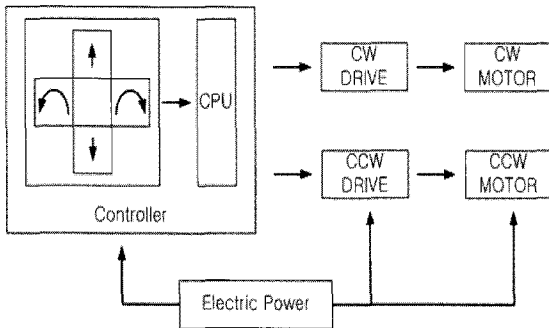 CPU
Controller
CW
DRIVE
CW
MOTOR
CCW
DRIVE
CCW
MOTOR
Electric Power